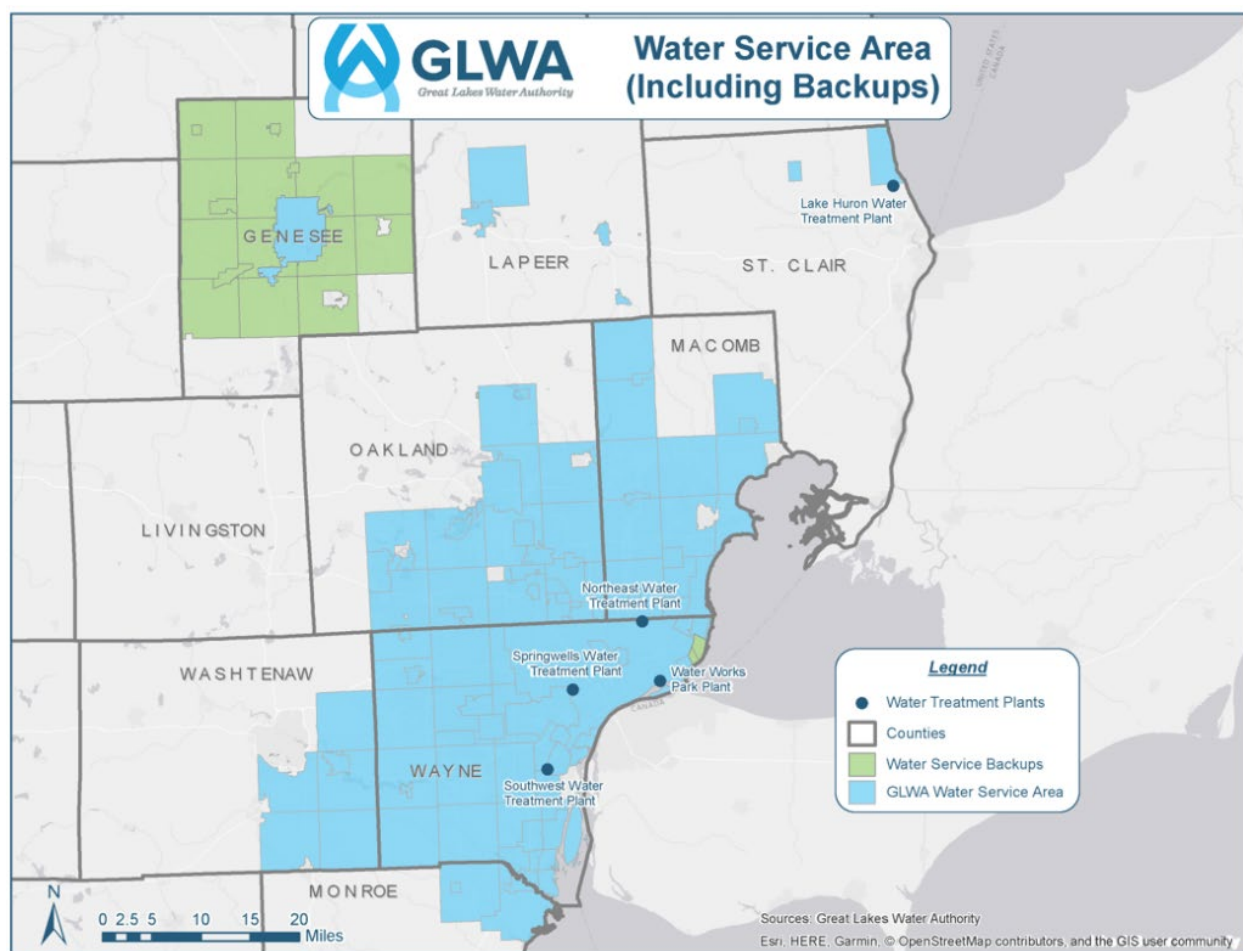 GLWA
Great Lakes Water Authority
Water Service Area
(Including Backups)
UNITED STATES
CANADA
Lake Huron Water
Treatment Plant
GENESEE
LAPEER
ST. CLAIR
MACOMB
OAKLAND
LIVINGSTON
Northeast Water
Treatment Plant
WASHTENAW
Springwells Water
Treatment Plant
Water Works
Park Plant
CANADA
WAYNE
Southwest Water
Treatment Plant
MONROE
Legend
Water Treatment Plants
Counties
Water Service Backups
GLWA Water Service Area
N
0 2.5 5 10 15 20
Miles
Sources: Great Lakes Water Authority
Esri, HERE, Garmin, © OpenStreetMap contributors, and the GIS user community